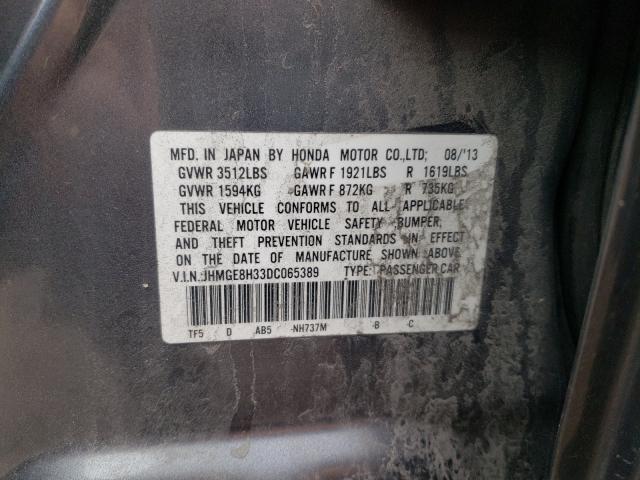 MFD. IN JAPAN BY HONDA MOTOR CO.,LTD; 08/'13
GVWR 3512LBS GAWR F 1921LBS R 1619LBS
GVWR 1594KG GAWR F 872KG R 735KG
THIS VEHICLE CONFORMS TO ALL APPLICABLE
FEDERAL MOTOR VEHICLE SAFETY, BUMPER,
AND THEFT PREVENTION STANDARDS IN EFFECT
ON THE DATE OF MANUFACTURE SHOWN ABOVE.
V.I.N.:JHMGE8H33DC065389 TYPE: PASSENGER CAR
TF5 D AB5 -NH737M -B -C